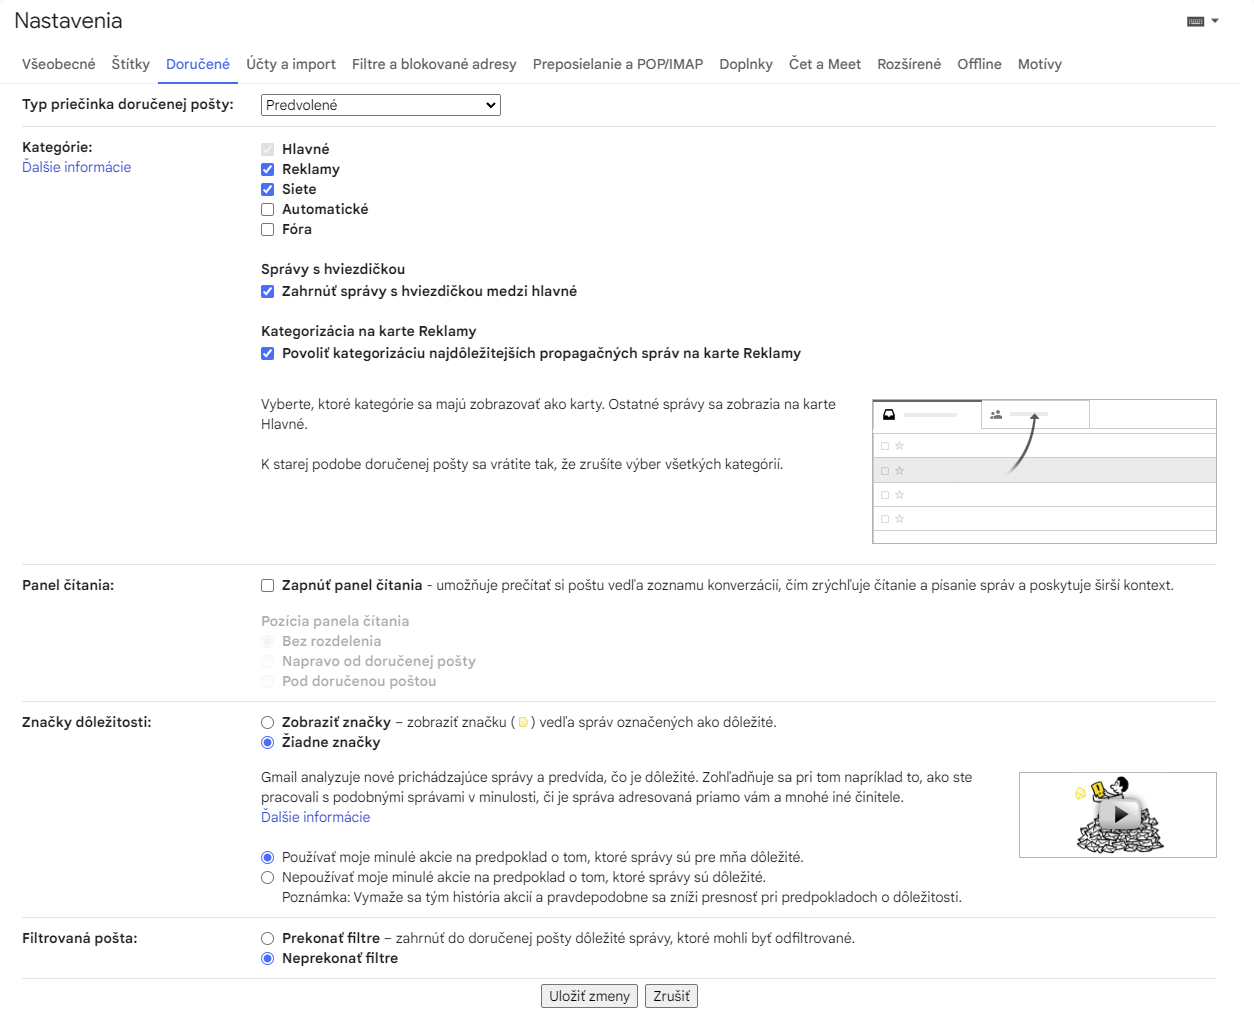 Nastavenia
Všeobecné Štítky Doručené Účty a import Filtre a blokované adresy Preposielanie a POP/IMAP Doplnky Čet a Meet Rozšírené Offline Motívy
Typ priečinka doručenej pošty: Predvolené
Kategórie:
Ďalšie informácie
Hlavné
Reklamy
Siete
Automatické
Fóra
Správy s hviezdičkou
Zahrnúť správy s hviezdičkou medzi hlavné
Kategorizácia na karte Reklamy
Povoliť kategorizáciu najdôležitejších propagačných správ na karte Reklamy
Vyberte, ktoré kategórie sa majú zobrazovať ako karty. Ostatné správy sa zobrazia na karte
Hlavné.
K starej podobe doručenej pošty sa vrátite tak, že zrušíte výber všetkých kategórií.
Panel čítania: Zapnúť panel čítania - umožňuje prečítať si poštu vedľa zoznamu konverzácií, čím zrýchľuje čítanie a písanie správ a poskytuje širší kontext.
Pozícia panela čítania
Bez rozdelenia
Napravo od doručenej pošty
Pod doručenou poštou
Značky dôležitosti: Zobraziť značky – zobraziť značku ( ) vedľa správ označených ako dôležité.
Žiadne značky
Gmail analyzuje nové prichádzajúce správy a predvída, čo je dôležité. Zohľadňuje sa pri tom napríklad to, ako ste
pracovali s podobnými správami v minulosti, či je správa adresovaná priamo vám a mnohé iné činitele.
Ďalšie informácie
Používať moje minulé akcie na predpoklad o tom, ktoré správy sú pre mňa dôležité.
Nepoužívať moje minulé akcie na predpoklad o tom, ktoré správy sú dôležité.
Poznámka: Vymaže sa tým história akcií a pravdepodobne sa zníži presnosť pri predpokladoch o dôležitosti.
Filtrovaná pošta: Prekonať filtre – zahrnúť do doručenej pošty dôležité správy, ktoré mohli byť odfiltrované.
Neprekonať filtre
Uložiť zmeny Zrušiť